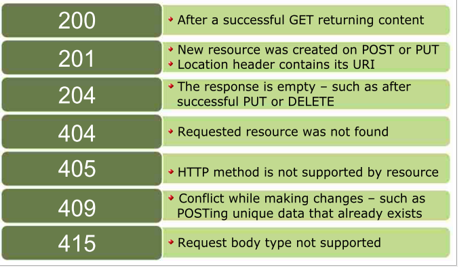 200
After a successful GET returning content
201
New resource was created on POST or PUT
Location header contains its URI
204
The response is empty – such as after
successful PUT or DELETE
404
Requested resource was not found
405
HTTP method is not supported by resource
409
Conflict while making changes – such as
POSTing unique data that already exists
415
Request body type not supported